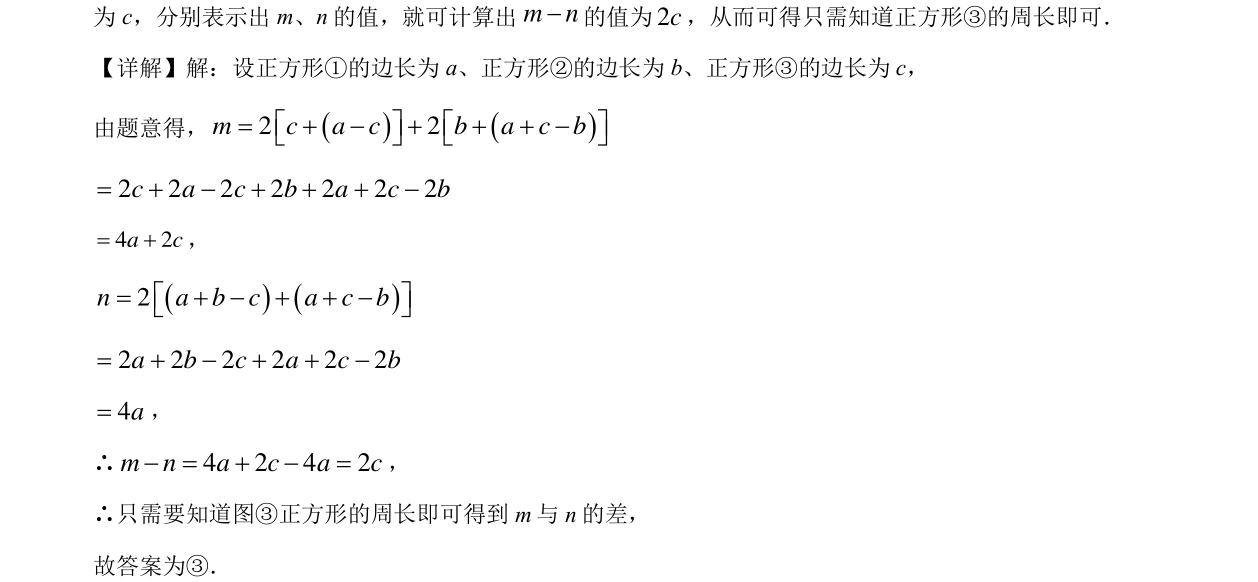 为 c，分别表示出 m、n 的值，就可计算出 m−n 的值为 2c，从而可得只需知道正方形③的周长即可．
【详解】解：设正方形①的边长为 a、正方形②的边长为 b、正方形③的边长为 c，
由题意得，m=2[c+(a−c)]+2[b+(a+c−b)]
=2c+2a−2c+2b+2a+2c−2b
=4a+2c，
n=2[(a+b−c)+(a+c−b)]
=2a+2b−2c+2a+2c−2b
=4a，
∴m−n=4a+2c−4a=2c，
∴只需要知道图③正方形的周长即可得到 m 与 n 的差，
故答案为③．